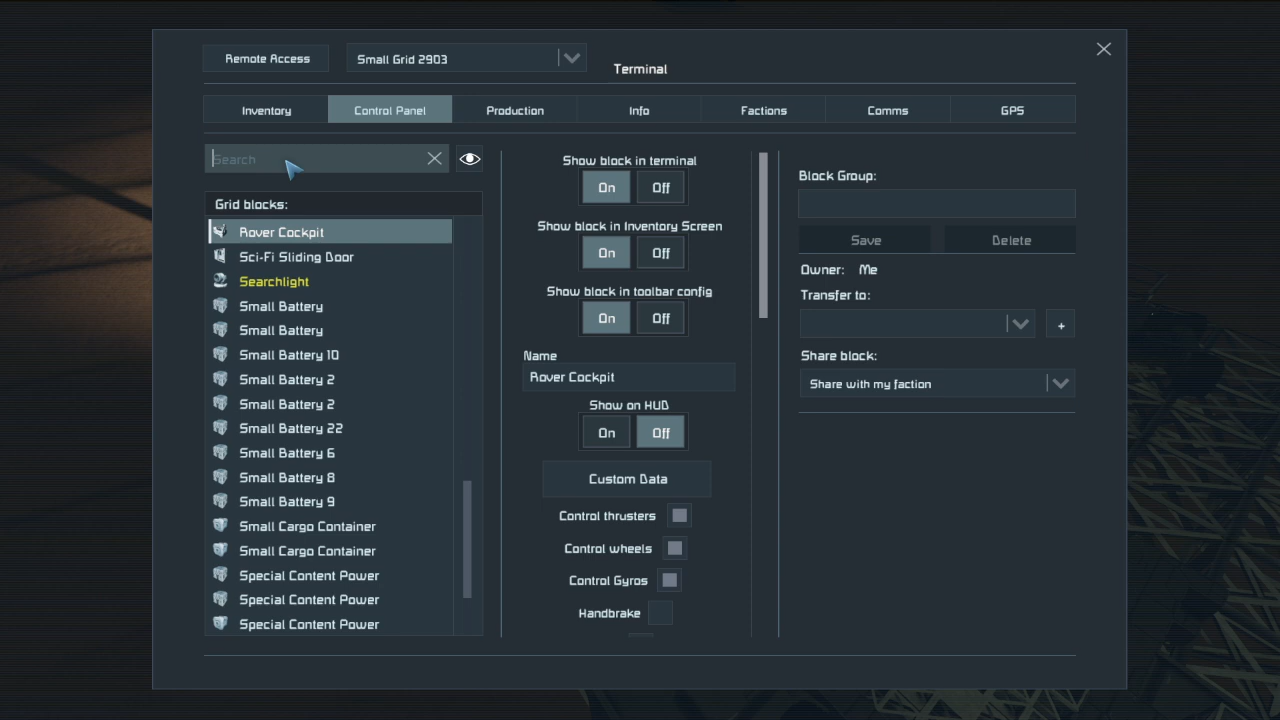 Remote Access
Small Grid 2903
Terminal
Inventory
Control Panel
Production
Info
Factions
Comms
GPS
Search
Grid blocks:
Rover Cockpit
Sci-Fi Sliding Door
Searchlight
Small Battery
Small Battery
Small Battery 10
Small Battery 2
Small Battery 2
Small Battery 22
Small Battery 6
Small Battery 8
Small Battery 9
Small Cargo Container
Small Cargo Container
Special Content Power
Special Content Power
Special Content Power
Show block in terminal
On Off
Show block in Inventory Screen
On Off
Show block in toolbar config
On Off
Name
Rover Cockpit
Show on HUD
On Off
Custom Data
Control thrusters
Control wheels
Control Gyros
Handbrake
Block Group:
Save Delete
Owner: Me
Transfer to:
+
Share block:
Share with my faction